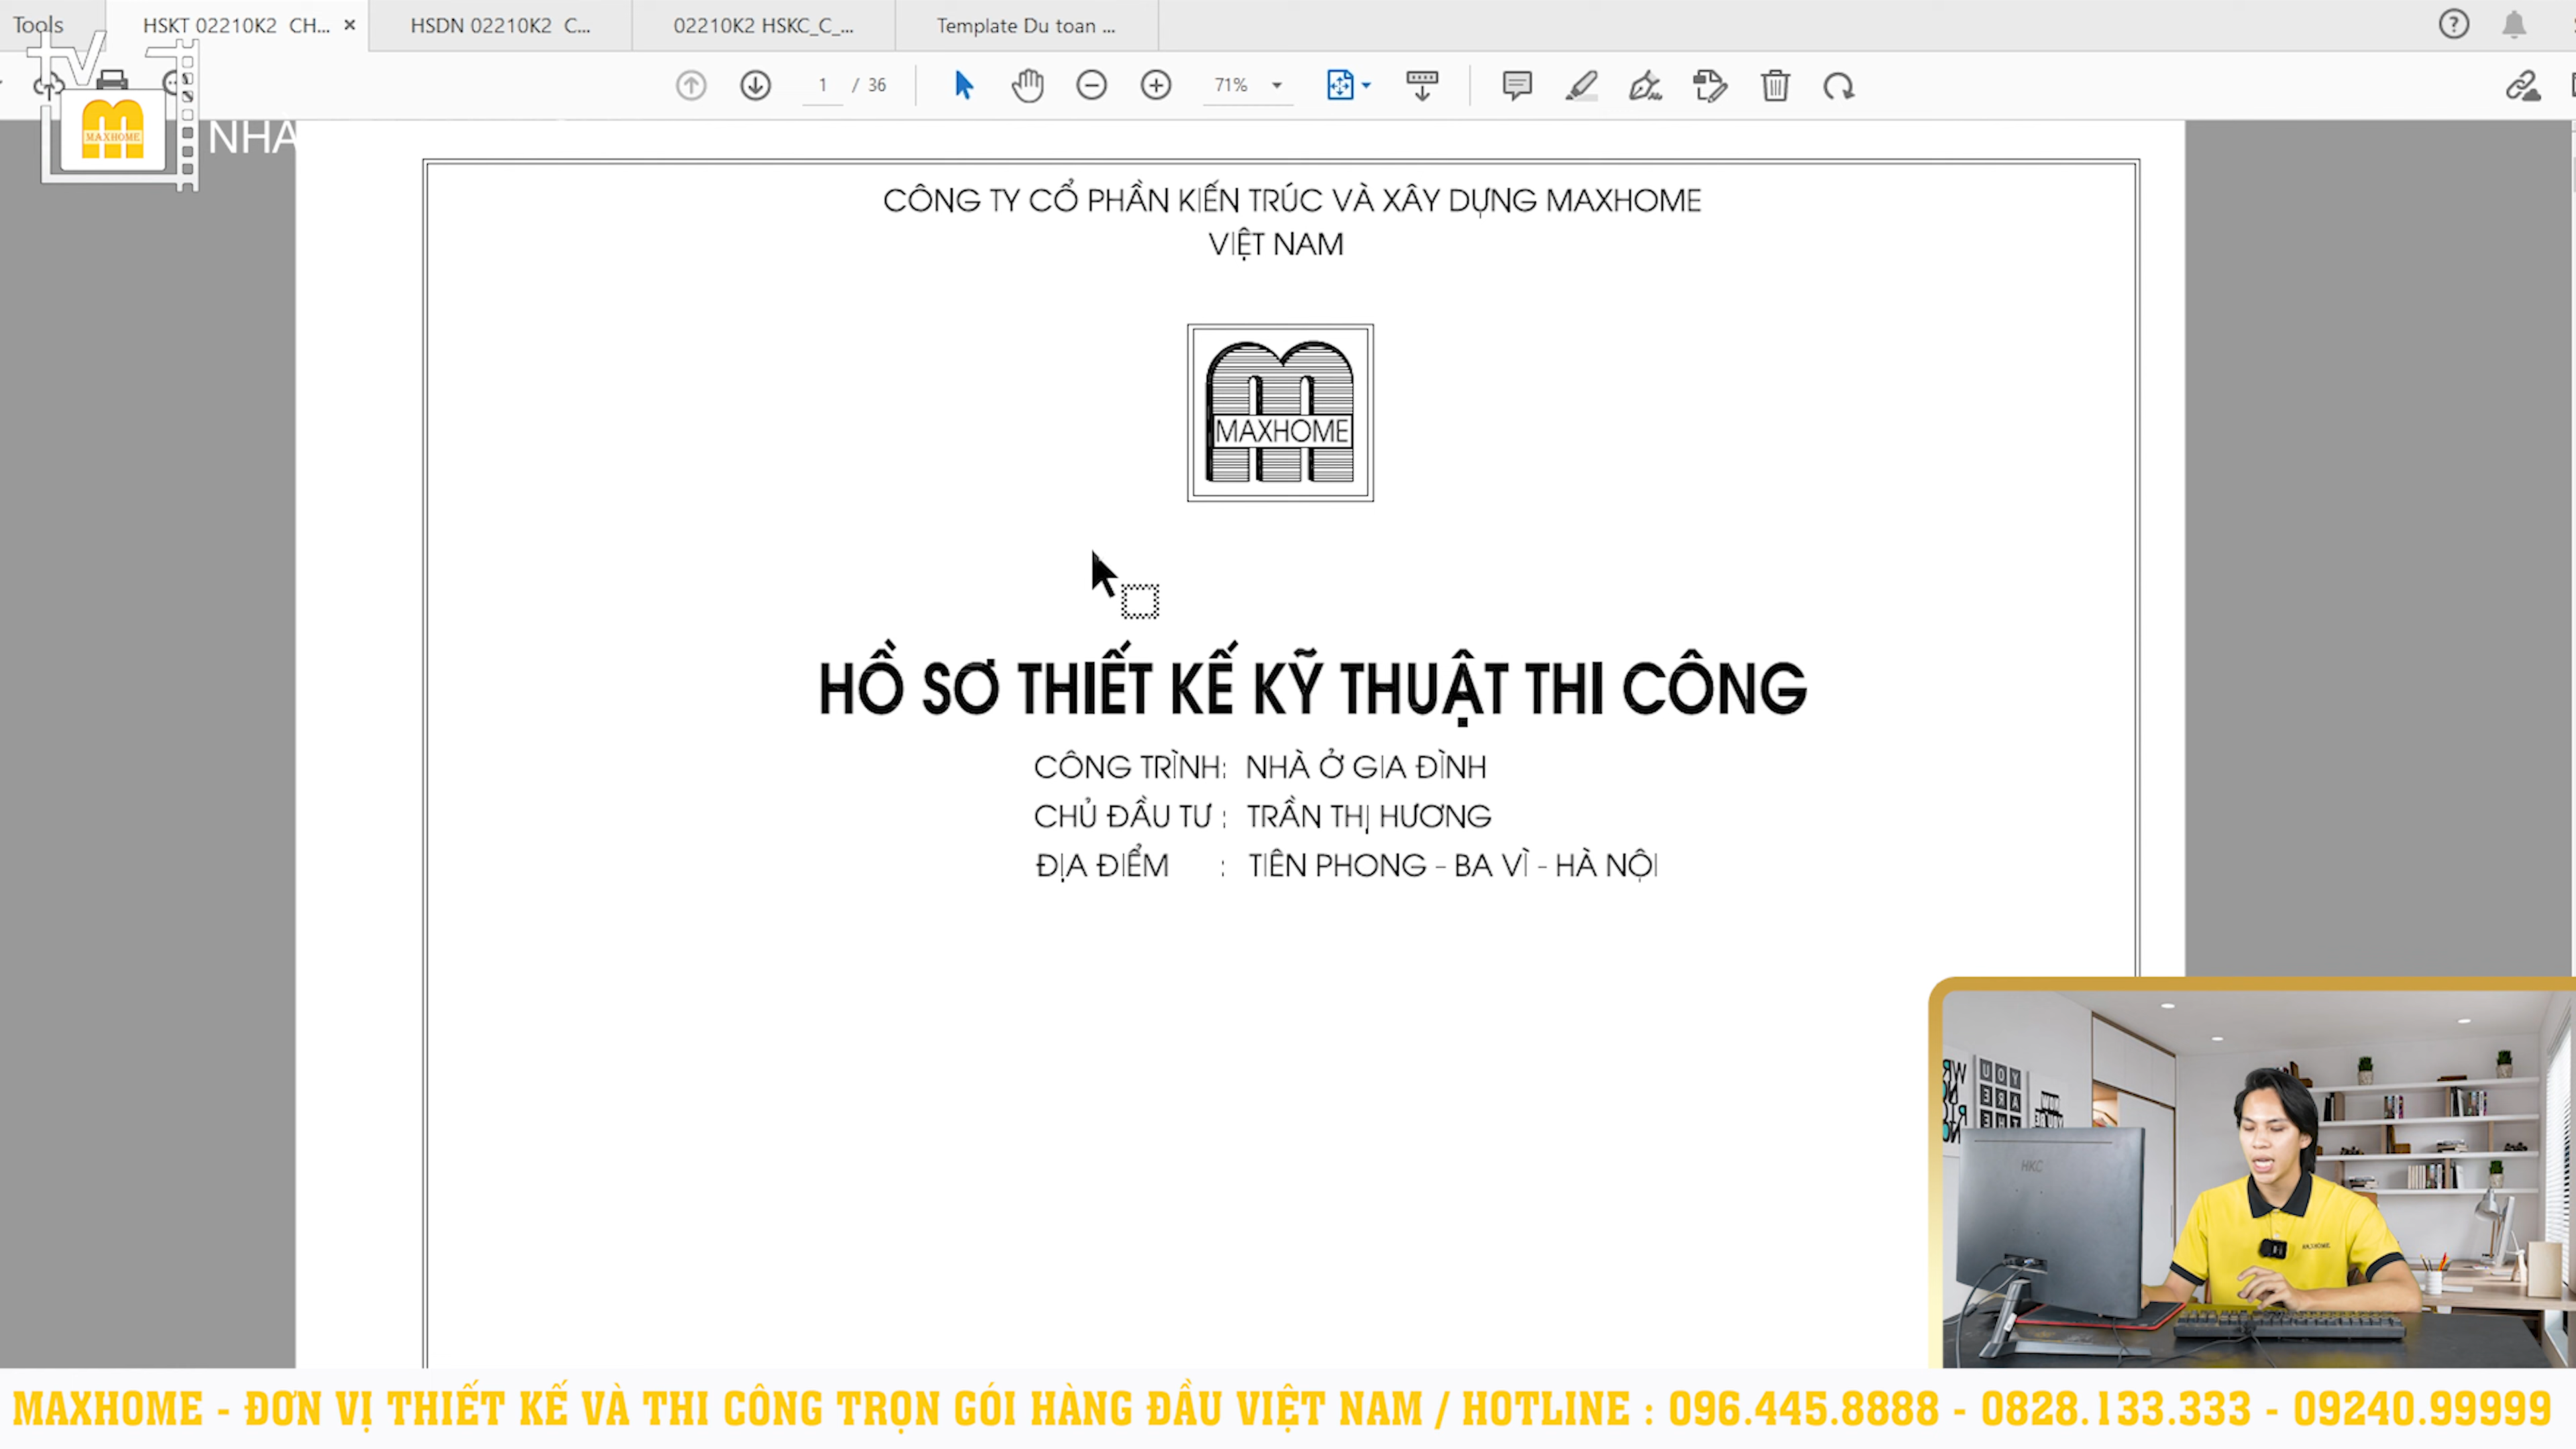 Tools
HSKT 02210K2 CH...
HSDN 02210K2 C...
02210K2 HSKC_C_...
Template Du toan ...
1 / 36
71%
tv
MAXHOME
NHA
CÔNG TY CỔ PHẦN KIẾN TRÚC VÀ XÂY DỰNG MAXHOME
VIỆT NAM
MAXHOME
HỒ SƠ THIẾT KẾ KỸ THUẬT THI CÔNG
CÔNG TRÌNH: NHÀ Ở GIA ĐÌNH
CHỦ ĐẦU TƯ : TRẦN THỊ HƯƠNG
ĐỊA ĐIỂM : TIÊN PHONG - BA VÌ - HÀ NỘI
HKC
MAXHOME
MAXHOME - ĐƠN VỊ THIẾT KẾ VÀ THI CÔNG TRỌN GÓI HÀNG ĐẦU VIỆT NAM / HOTLINE : 096.445.8888 - 0828.133.333 - 09240.99999